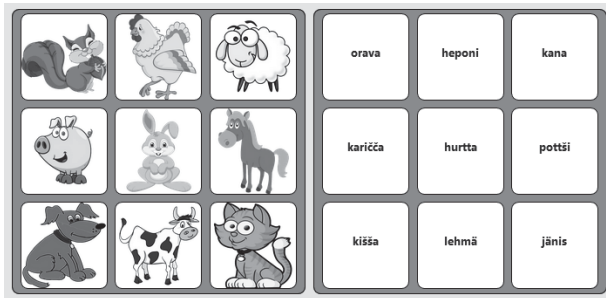 orava heponi kana
karičča hurtta pottši
kišša lehmä jänis